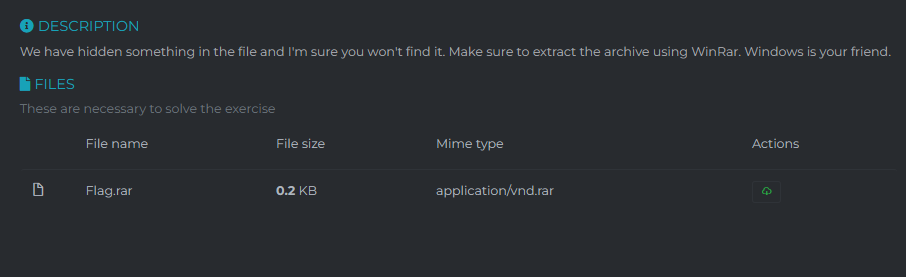 DESCRIPTION
We have hidden something in the file and I'm sure you won't find it. Make sure to extract the archive using WinRar. Windows is your friend.
FILES
These are necessary to solve the exercise
File name File size Mime type Actions
Flag.rar 0.2 KB application/vnd.rar